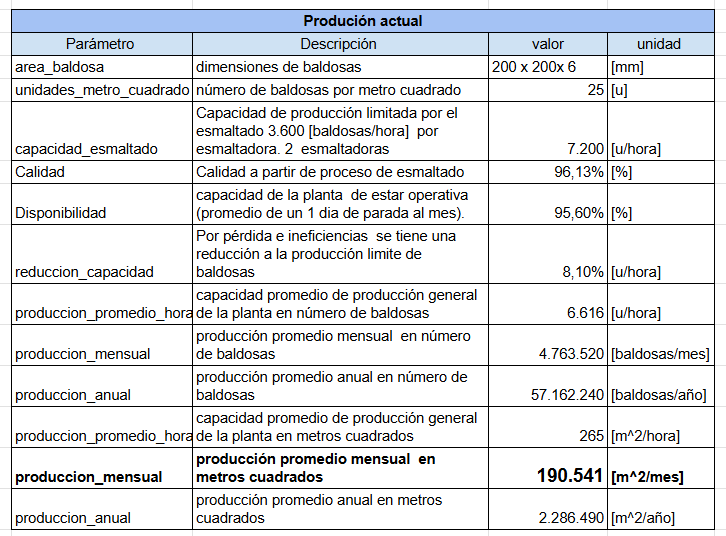 Produción actual
Parámetro Descripción valor unidad
area_baldosa dimensiones de baldosas 200 x 200x 6 [mm]
unidades_metro_cuadrado número de baldosas por metro cuadrado 25 [u]
Capacidad de producción limitada por el
esmaltado 3.600 [baldosas/hora] por
capacidad_esmaltado esmaltadora. 2 esmaltadoras 7.200 [u/hora]
Calidad Calidad a partir de proceso de esmaltado 96,13% [%]
capacidad de la planta de estar operativa
Disponibilidad (promedio de un 1 dia de parada al mes). 95,60% [%]
Por pérdida e ineficiencias se tiene una
reducción a la producción limite de
reduccion_capacidad baldosas 8,10% [u/hora]
capacidad promedio de producción general
produccion_promedio_hora de la planta en número de baldosas 6.616 [u/hora]
producción promedio mensual en número
produccion_mensual de baldosas 4.763.520 [baldosas/mes]
producción promedio anual en número de
produccion_anual baldosas 57.162.240 [baldosas/año]
capacidad promedio de producción general
produccion_promedio_hora de la planta en metros cuadrados 265 [m^2/hora]
producción promedio mensual en
produccion_mensual metros cuadrados 190.541 [m^2/mes]
producción promedio anual en metros
produccion_anual cuadrados 2.286.490 [m^2/año]